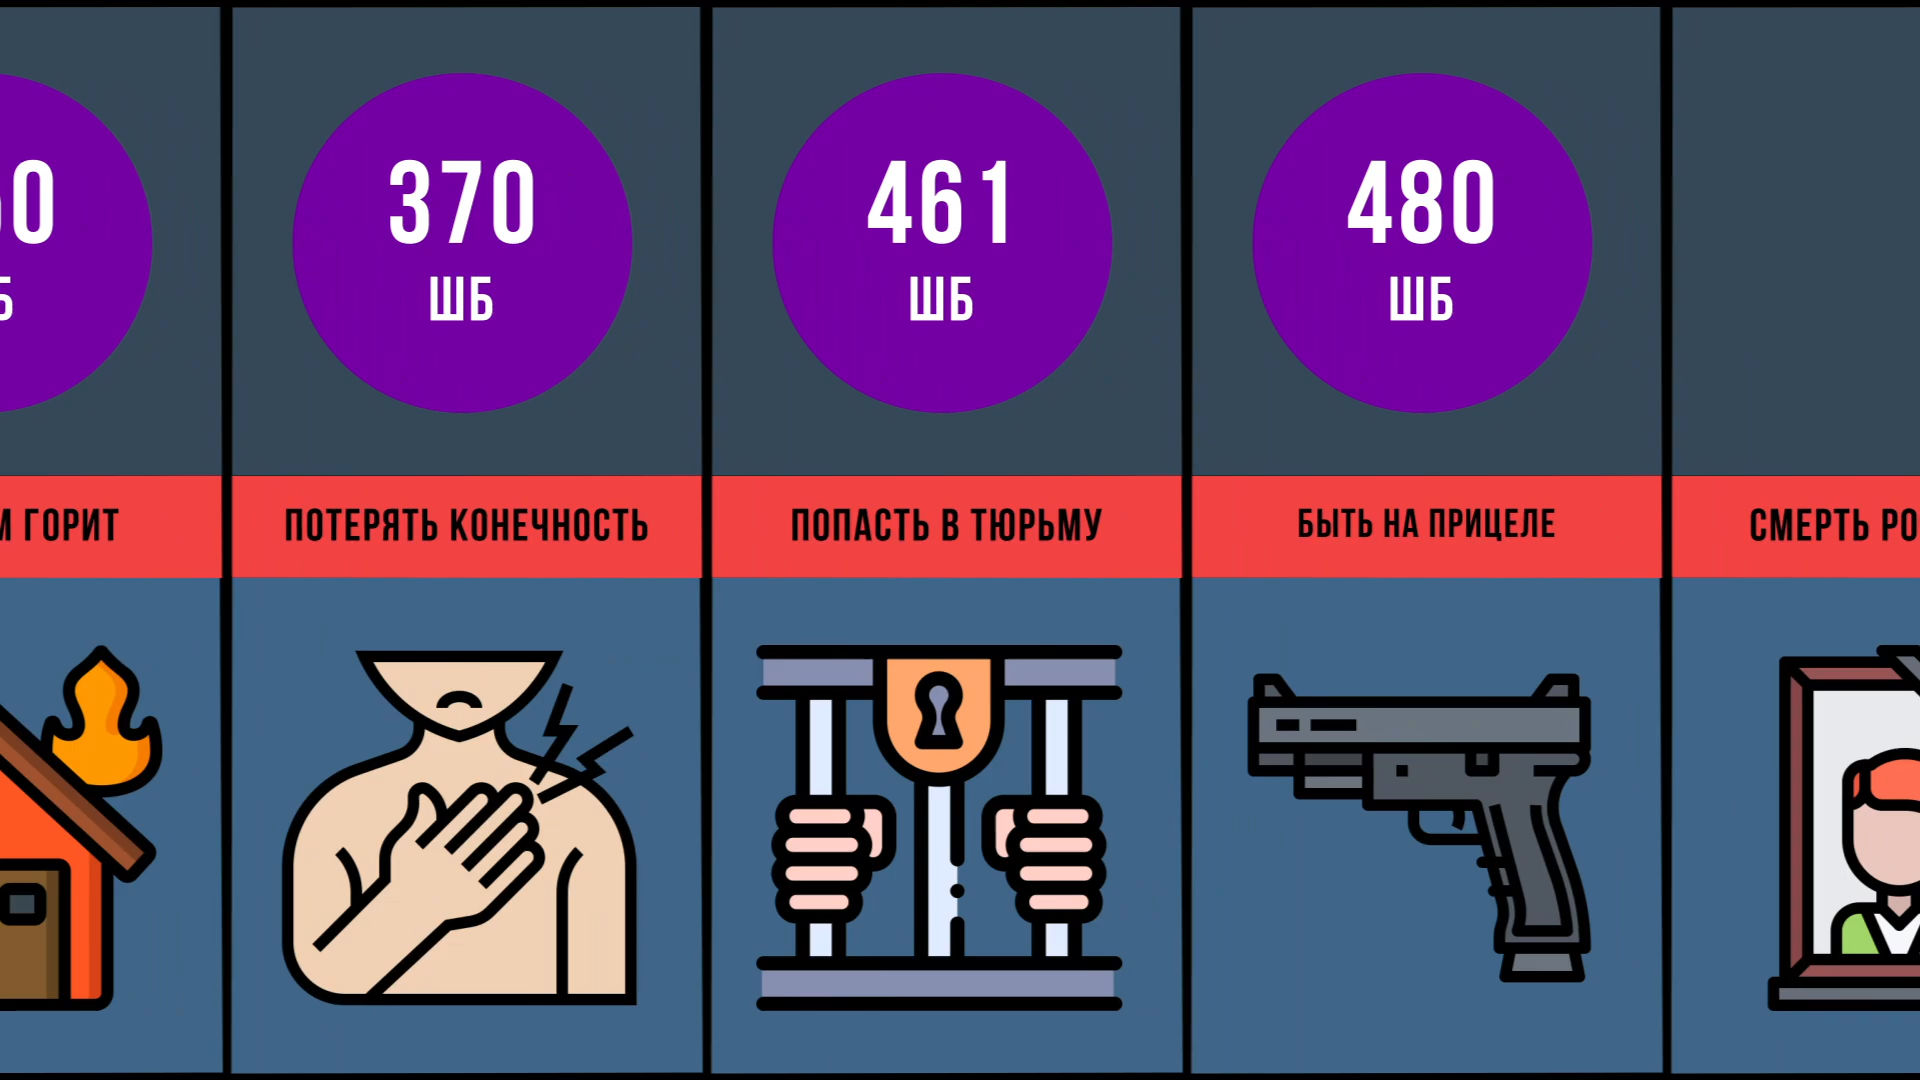 370
ШБ
ПОТЕРЯТЬ КОНЕЧНОСТЬ
461
ШБ
ПОПАСТЬ В ТЮРЬМУ
480
ШБ
БЫТЬ НА ПРИЦЕЛЕ
ГОРИТ
СМЕРТЬ